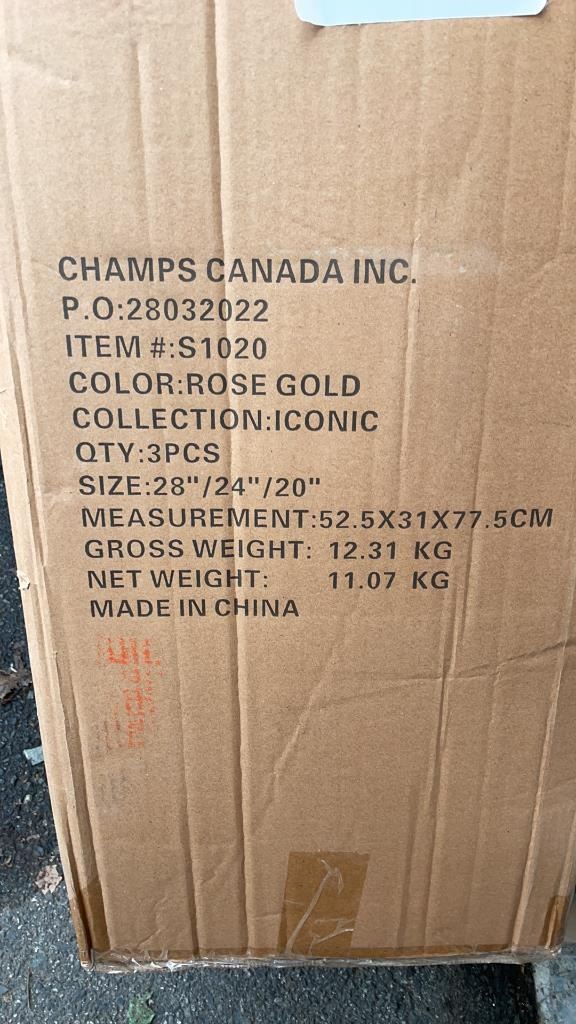 CHAMPS CANADA INC.
P.O:28032022
ITEM #:S1020
COLOR:ROSE GOLD
COLLECTION:ICONIC
QTY:3PCS
SIZE:28"/24"/20"
MEASUREMENT:52.5X31X77.5CM
GROSS WEIGHT: 12.31 KG
NET WEIGHT: 11.07 KG
MADE IN CHINA